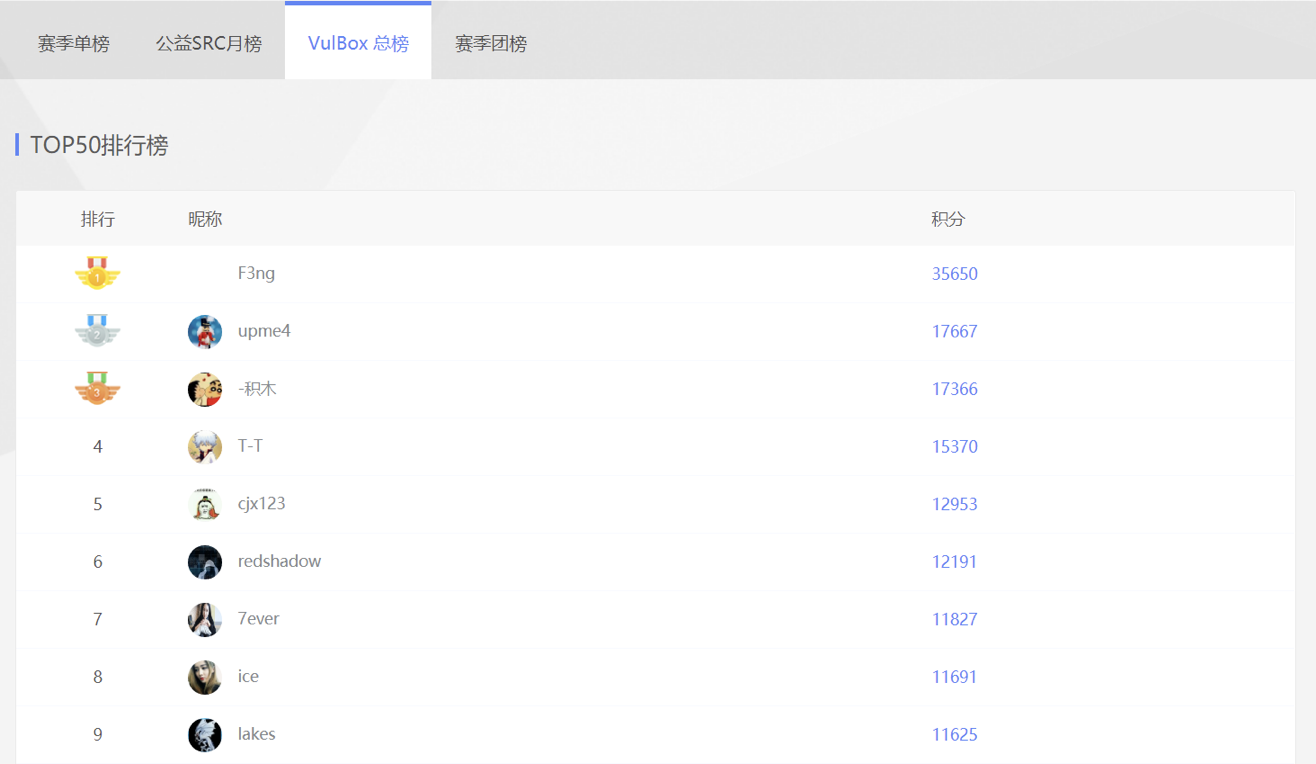 赛季单榜 公益SRC月榜 VulBox 总榜 赛季团榜
TOP50排行榜
排行 昵称 积分
1 F3ng 35650
2 upme4 17667
3 -积木 17366
4 T-T 15370
5 cjx123 12953
6 redshadow 12191
7 7ever 11827
8 ice 11691
9 lakes 11625